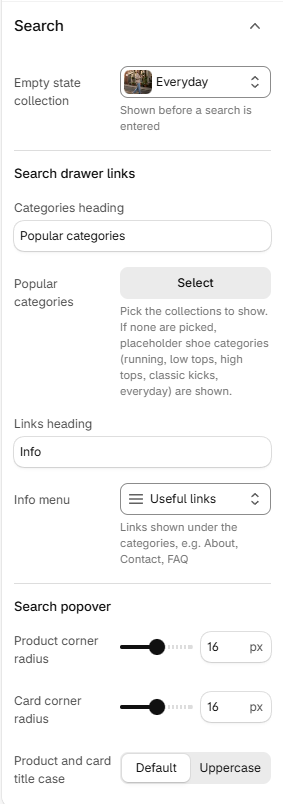 Search
Empty state
collection
Everyday
Shown before a search is
entered
Search drawer links
Categories heading
Popular categories
Popular
categories
Select
Pick the collections to show.
If none are picked,
placeholder shoe categories
(running, low tops, high
tops, classic kicks,
everyday) are shown.
Links heading
Info
Info menu
Useful links
Links shown under the
categories, e.g. About,
Contact, FAQ
Search popover
Product corner
radius
16 px
Card corner
radius
16 px
Product and card
title case
Default Uppercase